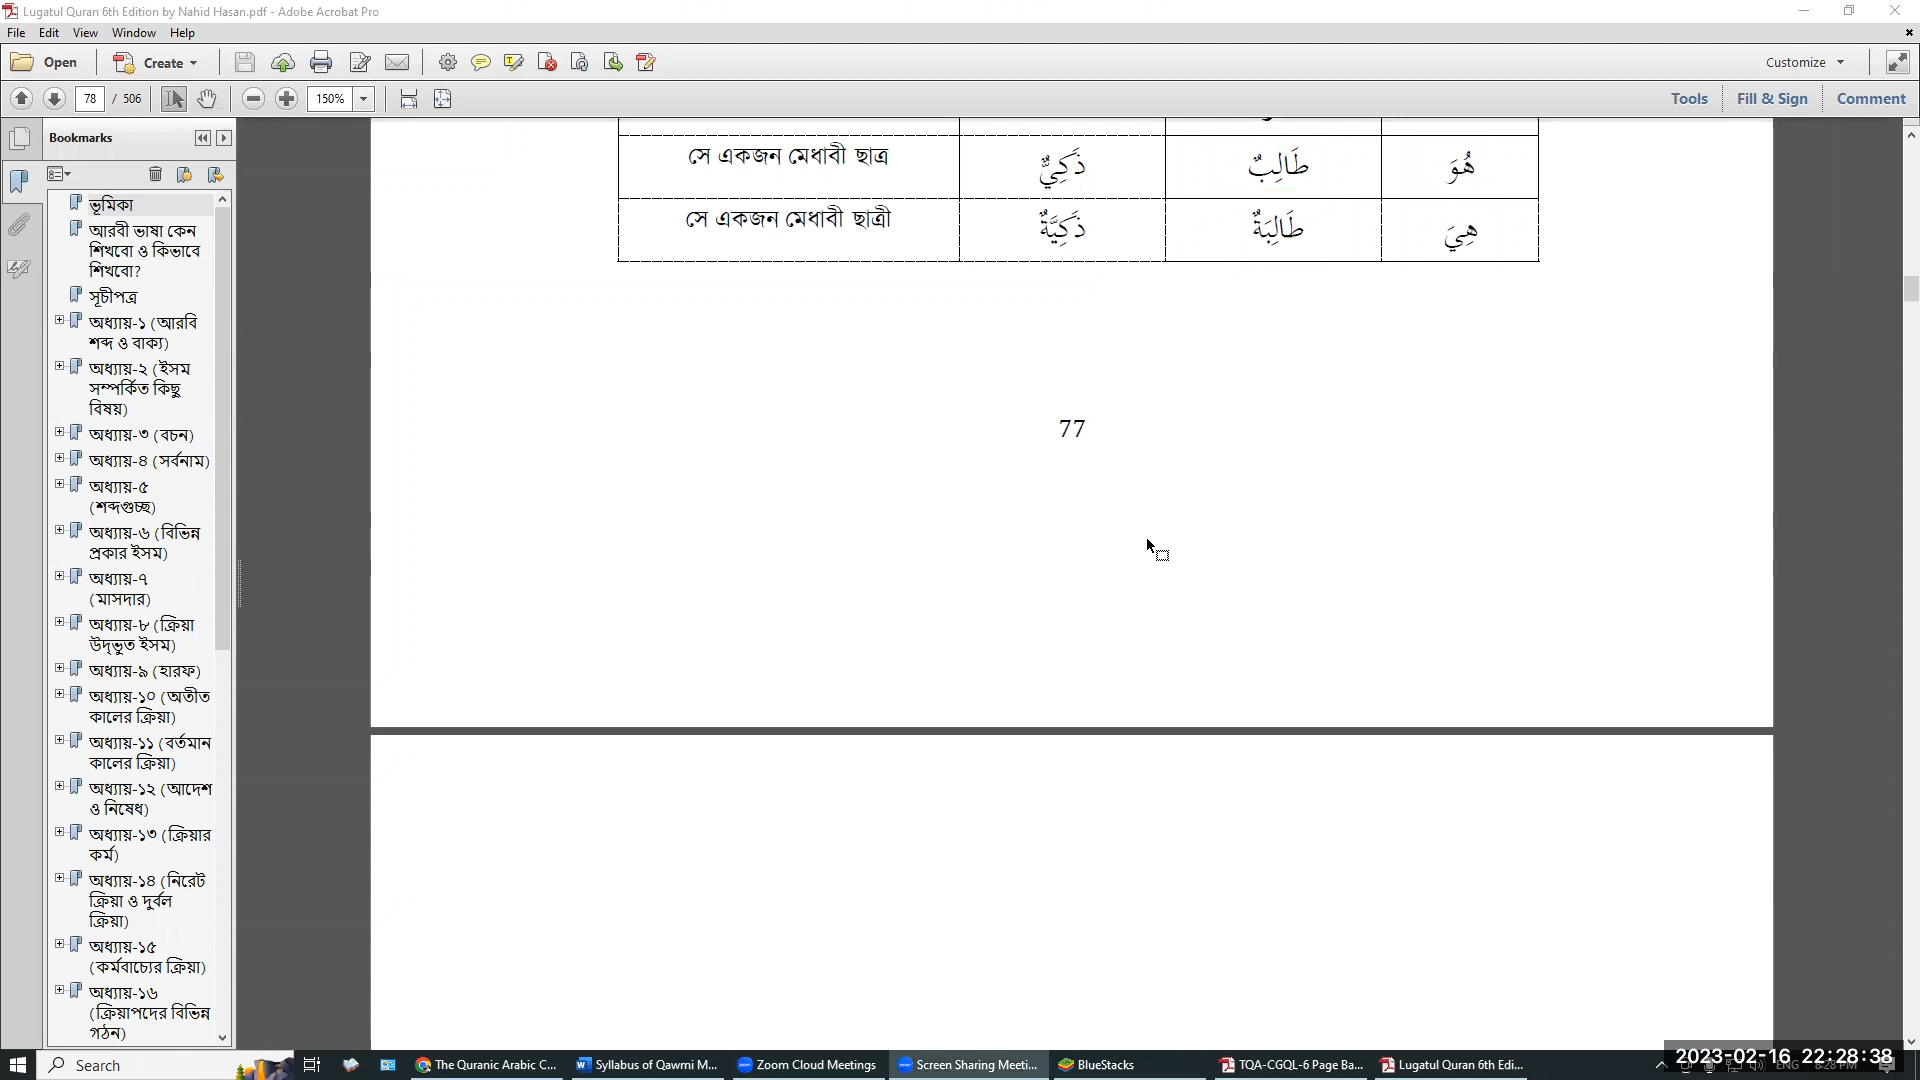 Lugatul Quran 6th Edition by Nahid Hasan.pdf - Adobe Acrobat Pro
File Edit View Window Help
Open Create Customize
78 / 506 150% Tools Fill & Sign Comment
Bookmarks
ভূমিকা
আরবী ভাষা কেন
শিখবো ও কিভাবে
শিখবো?
সূচীপত্র
অধ্যায়-১ (আরবি
শব্দ ও বাক্য)
অধ্যায়-২ (ইসম
সম্পর্কিত কিছু
বিষয়)
অধ্যায়-৩ (বচন)
অধ্যায়-৪ (সর্বনাম)
অধ্যায়-৫
(শব্দগুচ্ছ)
অধ্যায়-৬ (বিভিন্ন
প্রকার ইসম)
অধ্যায়-৭
(মাসদার)
অধ্যায়-৮ (ক্রিয়া
উদ্ভুত ইসম)
অধ্যায়-৯ (হারফ)
অধ্যায়-১০ (অতীত
কালের ক্রিয়া)
অধ্যায়-১১ (বর্তমান
কালের ক্রিয়া)
অধ্যায়-১২ (আদেশ
ও নিষেধ)
অধ্যায়-১৩ (ক্রিয়ার
কর্ম)
অধ্যায়-১৪ (নিরেট
ক্রিয়া ও দুর্বল
ক্রিয়া)
অধ্যায়-১৫
(কর্মবাচ্যের ক্রিয়া)
অধ্যায়-১৬
(ক্রিয়াপদের বিভিন্ন
গঠন)
সে একজন মেধাবী ছাত্র ذَكِيٌّ طَالِبٌ هُوَ
সে একজন মেধাবী ছাত্রী ذَكِيَّةٌ طَالِبَةٌ هِيَ
77
Search The Quranic Arabic C... Syllabus of Qawmi M... Zoom Cloud Meetings Screen Sharing Meeti... BlueStacks TQA-CGQL-6 Page Ba... Lugatul Quran 6th Edi...
2023-02-16 22:28:38
ENG 8:28 PM